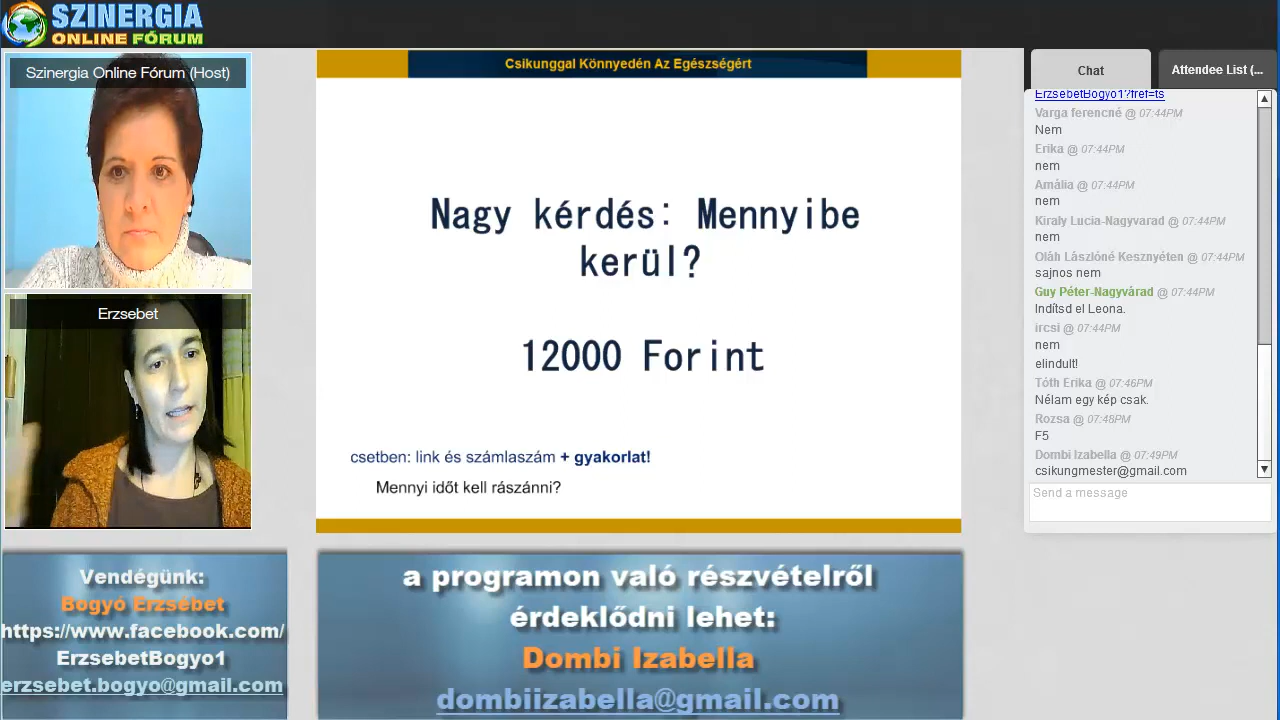 SZINERGIA
ONLINE FÓRUM
Szinergia Online Fórum (Host)
Erzsebet
Csikunggal Könnyedén Az Egészségért
Nagy kérdés: Mennyibe
kerül?
12000 Forint
csetben: link és számlaszám + gyakorlat!
Mennyi időt kell rászánni?
Chat
Attendee List (...
ErzsebetBogyo1?fref=ts
Varga ferencné @ 07:44PM
Nem
Erika @ 07:44PM
nem
Amália @ 07:44PM
nem
Kiraly Lucia-Nagyvarad @ 07:44PM
nem
Oláh Lászlóné Kesznyéten @ 07:44PM
sajnos nem
Guy Péter-Nagyvárad @ 07:44PM
Indítsd el Leona.
ircsi @ 07:44PM
nem
elindult!
Tóth Erika @ 07:46PM
Nélam egy kép csak.
Rozsa @ 07:48PM
F5
Dombi Izabella @ 07:49PM
csikungmester@gmail.com
Send a message
Vendégünk:
Bogyó Erzsébet
https://www.facebook.com/
ErzsebetBogyo1
erzsebet.bogyo@gmail.com
a programon való részvételről
érdeklődni lehet:
Dombi Izabella
dombiizabella@gmail.com